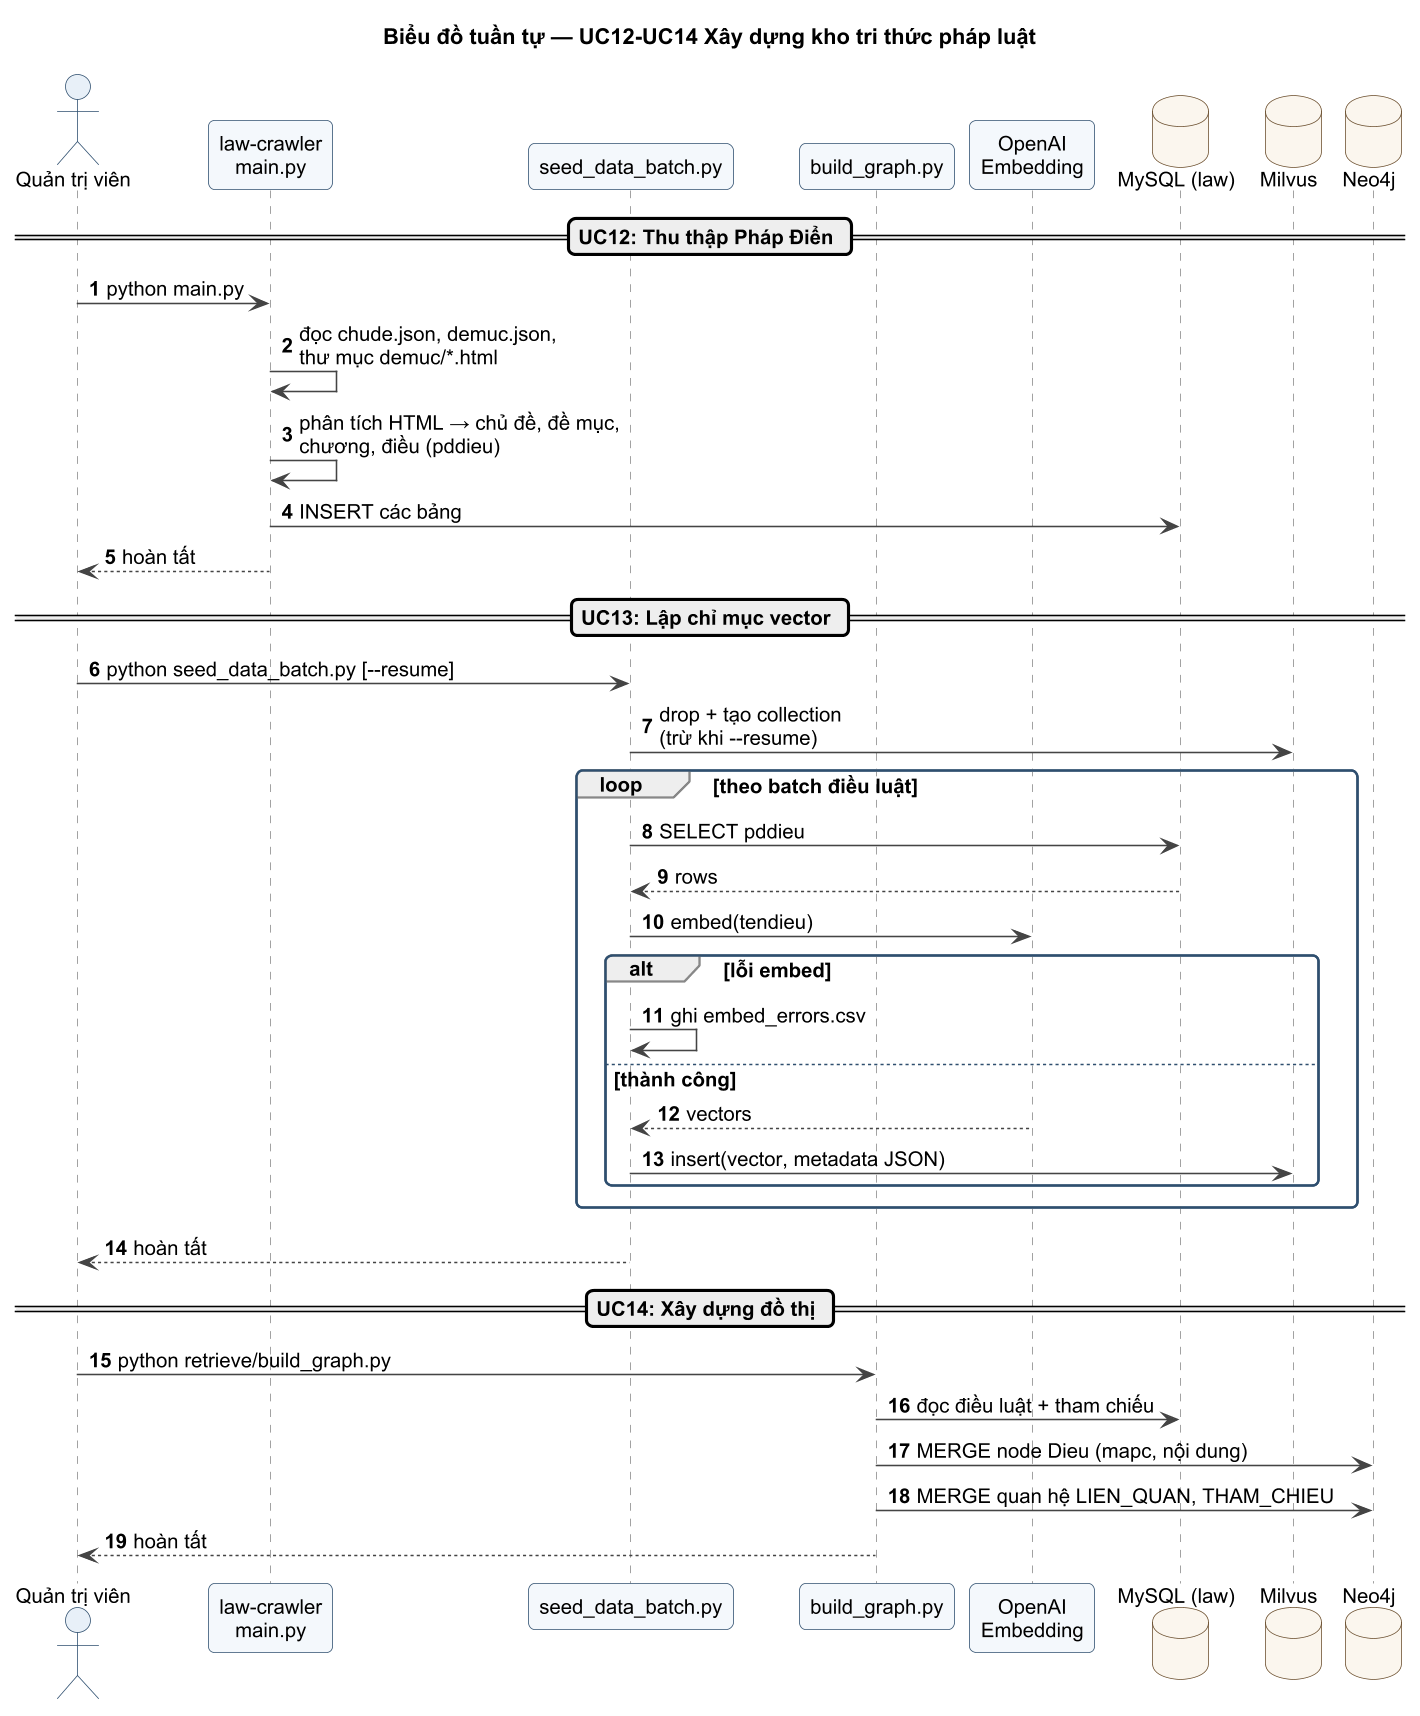 Biểu đồ tuần tự — UC12-UC14 Xây dựng kho tri thức pháp luật
Quản trị viên
law-crawler
main.py
seed_data_batch.py
build_graph.py
OpenAI
Embedding
MySQL (law)
Milvus
Neo4j
UC12: Thu thập Pháp Điển
1 python main.py
2 đọc chude.json, demuc.json,
thư mục demuc/*.html
3 phân tích HTML → chủ đề, đề mục,
chương, điều (pddieu)
4 INSERT các bảng
5 hoàn tất
UC13: Lập chỉ mục vector
6 python seed_data_batch.py [--resume]
7 drop + tạo collection
(trừ khi --resume)
loop [theo batch điều luật]
8 SELECT pddieu
9 rows
10 embed(tendieu)
alt [lỗi embed]
11 ghi embed_errors.csv
[thành công]
12 vectors
13 insert(vector, metadata JSON)
14 hoàn tất
UC14: Xây dựng đồ thị
15 python retrieve/build_graph.py
16 đọc điều luật + tham chiếu
17 MERGE node Dieu (mapc, nội dung)
18 MERGE quan hệ LIEN_QUAN, THAM_CHIEU
19 hoàn tất
Quản trị viên
law-crawler
main.py
seed_data_batch.py
build_graph.py
OpenAI
Embedding
MySQL (law)
Milvus
Neo4j